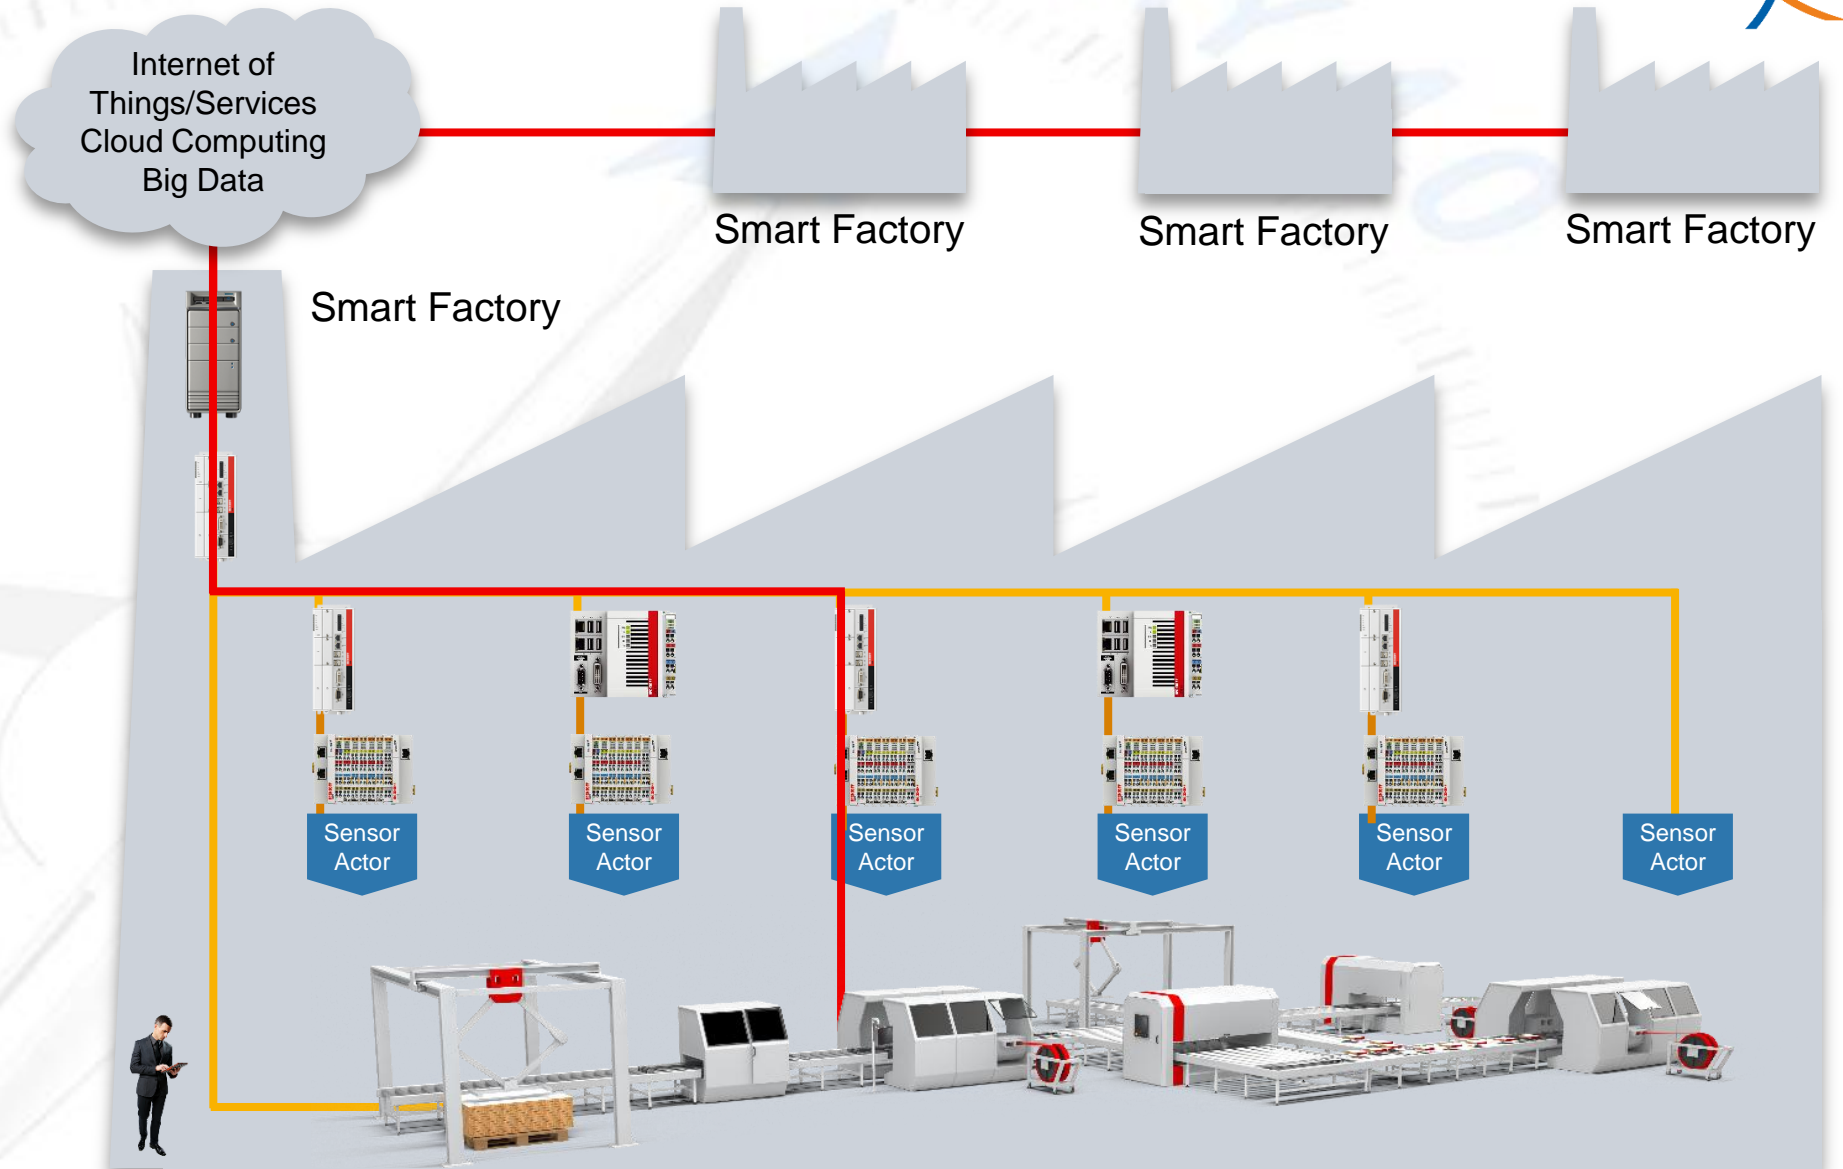 Internet of
Things/Services
Cloud Computing
Big Data
Smart Factory
Smart Factory
Smart Factory
Smart Factory
Sensor
Actor
Sensor
Actor
Sensor
Actor
Sensor
Actor
Sensor
Actor
Sensor
Actor